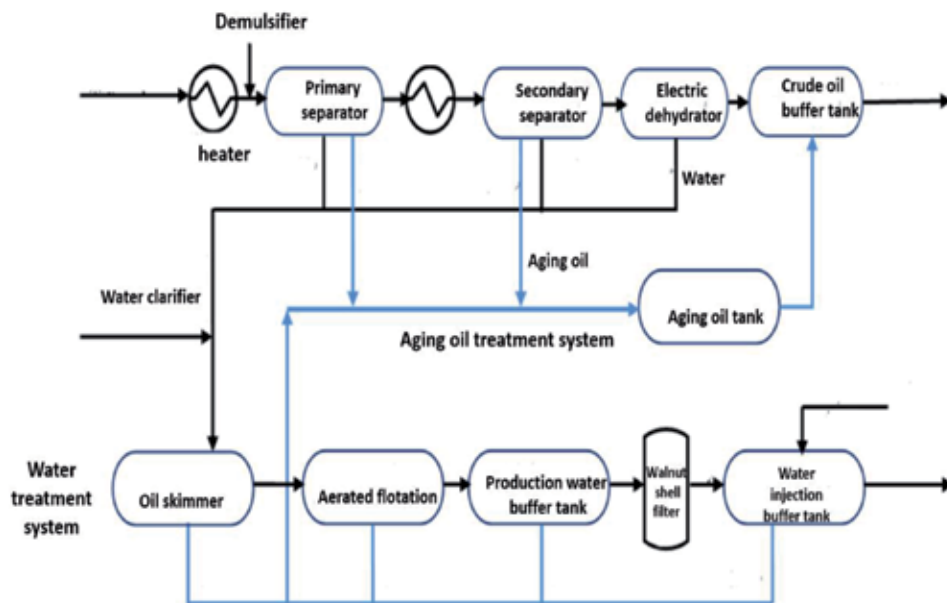 Demulsifier
Primary
separator
Secondary
separator
Electric
dehydrator
Crude oil
buffer tank
heater
Water
Aging oil
Water clarifier
Aging oil tank
Aging oil treatment system
Water
treatment
system
Oil skimmer
Aerated flotation
Production water
buffer tank
Walnut
shell
filter
Water
injection
buffer tank